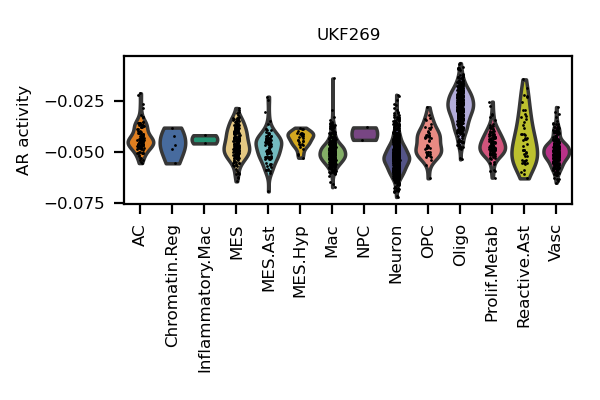 UKF269
AR activity
−0.025
−0.050
−0.075
AC
Chromatin.Reg
Inflammatory.Mac
MES
MES.Ast
MES.Hyp
Mac
NPC
Neuron
OPC
Oligo
Prolif.Metab
Reactive.Ast
Vasc